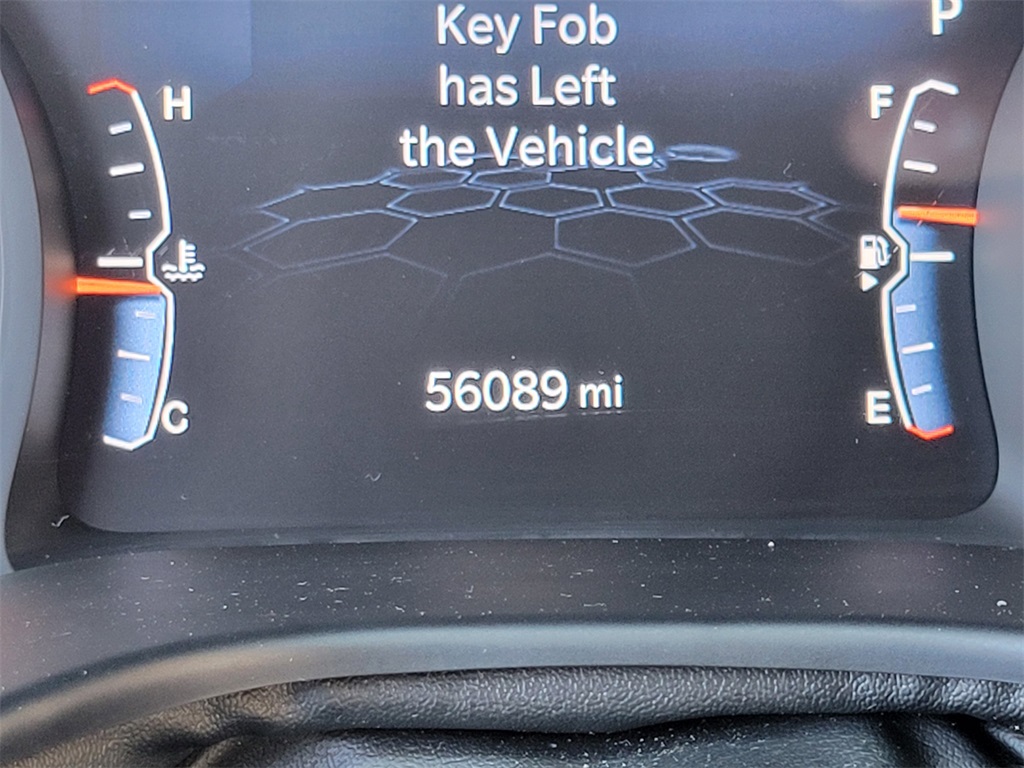 P
Key Fob
has Left
the Vehicle
H
F
56089 mi
C
E